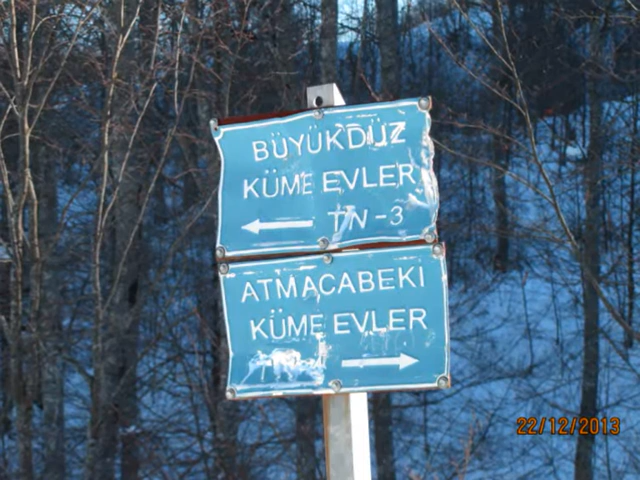 BÜYÜKDÜZ
KÜME EVLER
TN-3
ATMACABEKİ
KÜME EVLER
22/12/2013